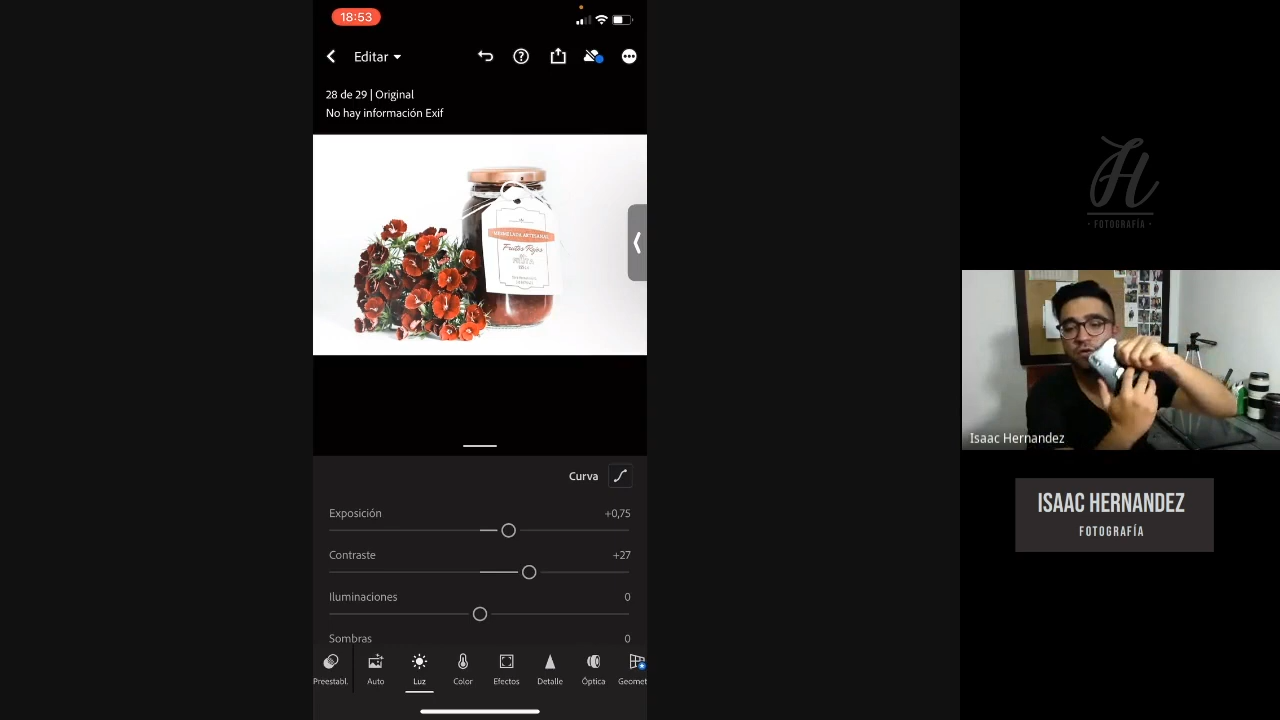 18:53
Editar
28 de 29 | Original
No hay información Exif
MERMELADA ARTESANAL
Frutos Rojos
Curva
Exposición +0,75
Contraste +27
Iluminaciones 0
Sombras 0
Preestabl. Auto Luz Color Efectos Detalle Óptica Geomet
H
• FOTOGRAFÍA •
Isaac Hernandez
ISAAC HERNANDEZ
FOTOGRAFÍA